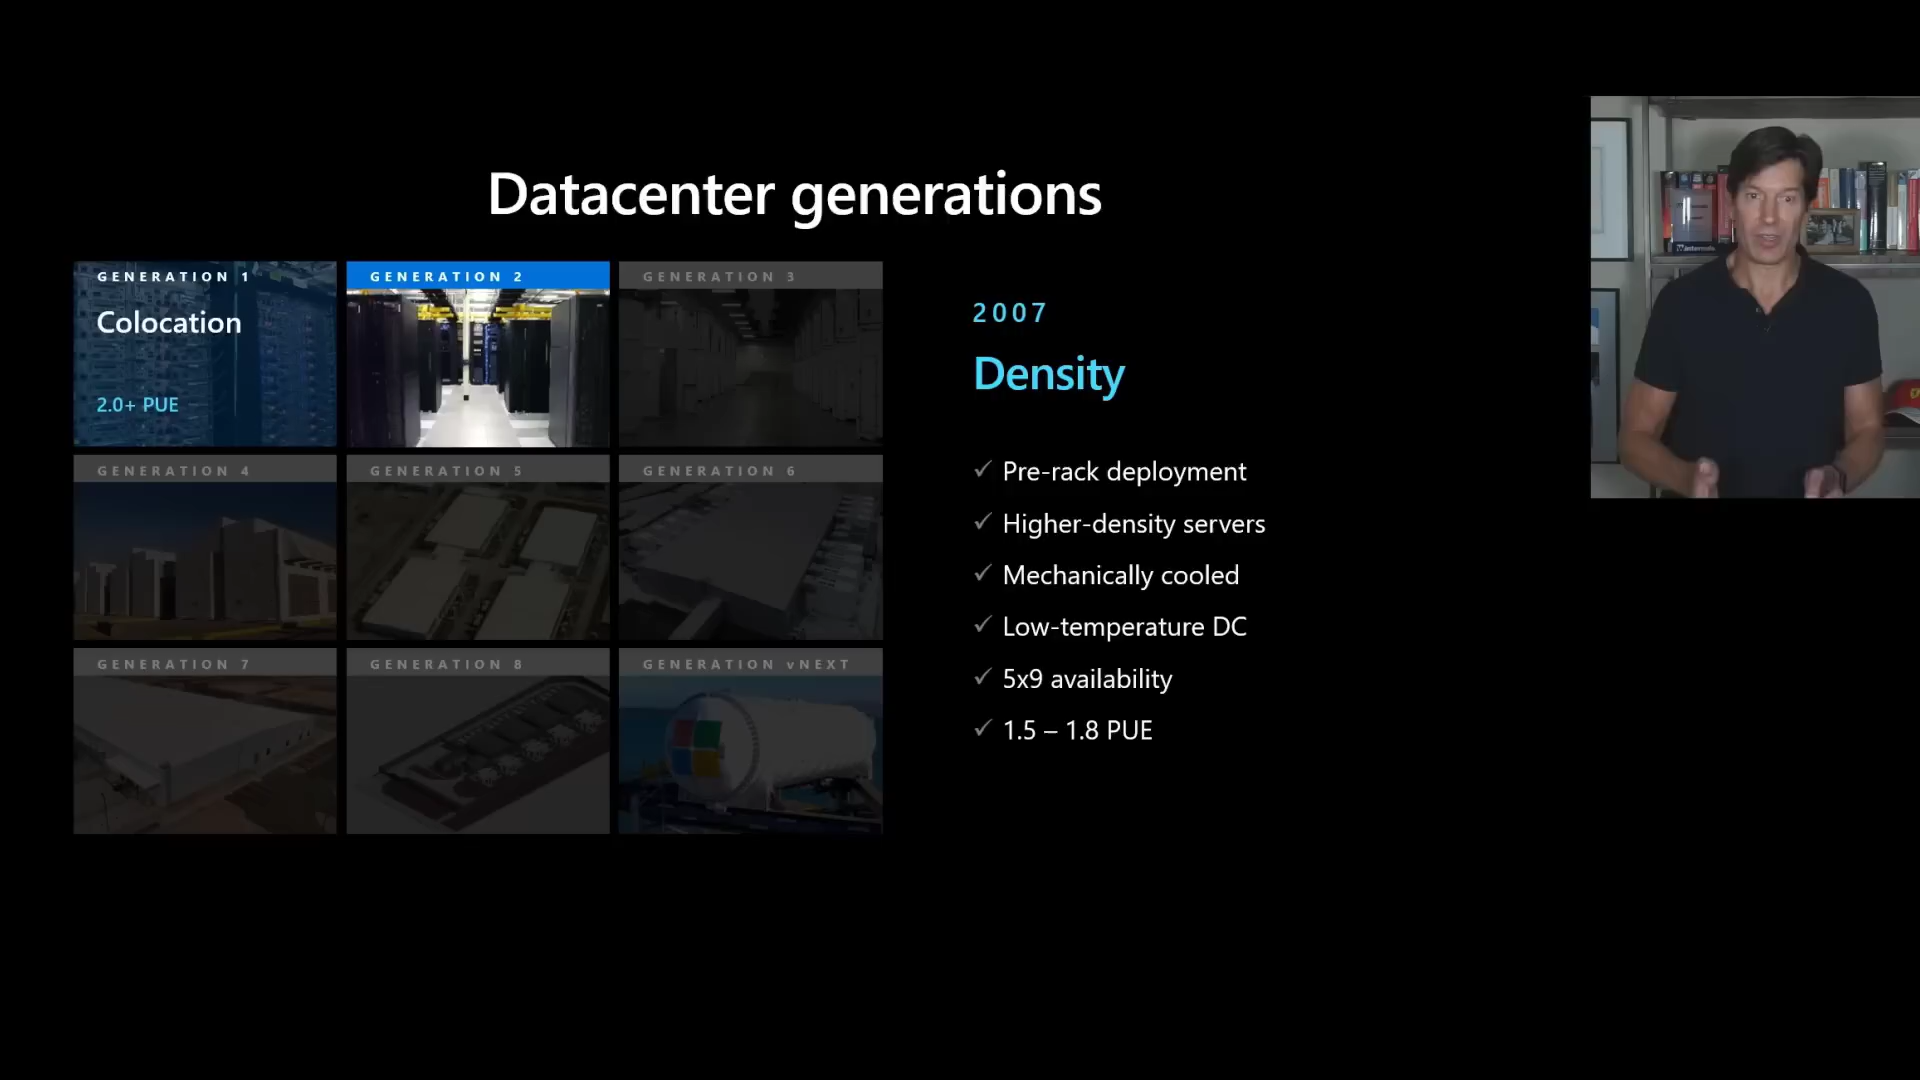 Datacenter generations
GENERATION 1
Colocation
2.0+ PUE
GENERATION 2
GENERATION 3
GENERATION 4
GENERATION 5
GENERATION 6
GENERATION 7
GENERATION 8
GENERATION vNEXT
2007
Density
✓ Pre-rack deployment
✓ Higher-density servers
✓ Mechanically cooled
✓ Low-temperature DC
✓ 5x9 availability
✓ 1.5 – 1.8 PUE